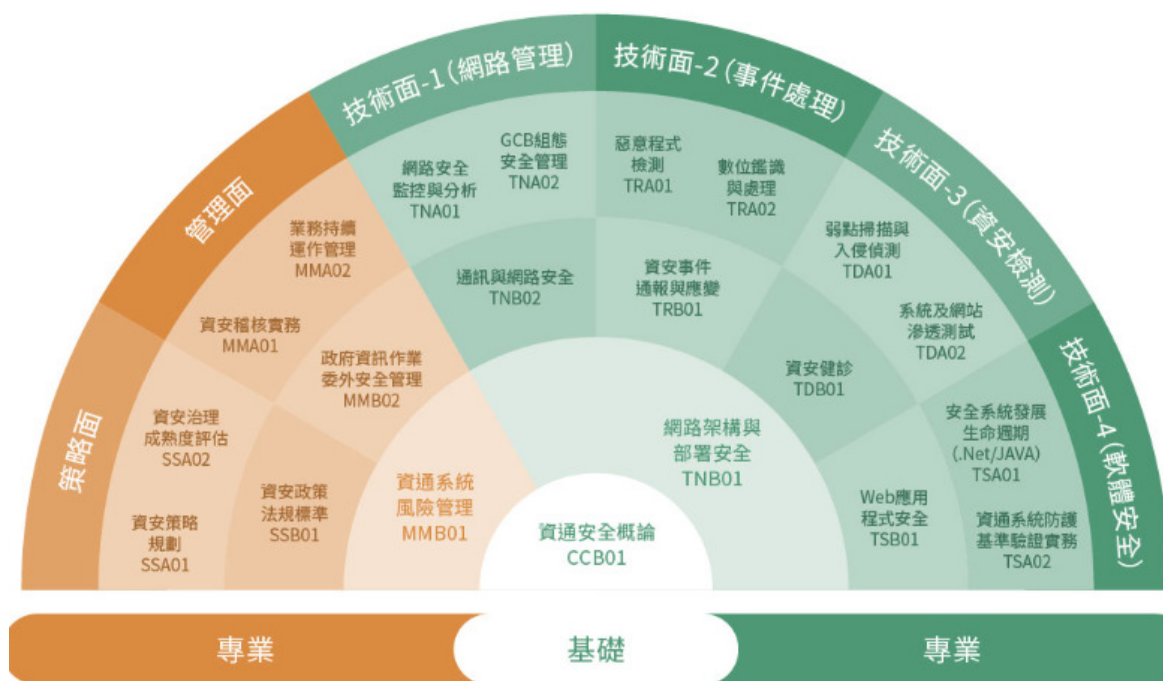 技術面-1(網路管理)
技術面-2(事件處理)
技術面-3(資安檢測)
技術面-4(軟體安全)
管理面
策略面
網路安全
監控與分析
TNA01
GCB組態
安全管理
TNA02
惡意程式
檢測
TRA01
數位鑑識
與處理
TRA02
弱點掃描與
入侵偵測
TDA01
系統及網站
滲透測試
TDA02
業務持續
運作管理
MMA02
通訊與網路安全
TNB02
資安事件
通報與應變
TRB01
資安稽核實務
MMA01
政府資訊作業
委外安全管理
MMB02
資安健診
TDB01
資安治理
成熟度評估
SSA02
安全系統發展
生命週期
(.Net/JAVA)
TSA01
資安策略
規劃
SSA01
資安政策
法規標準
SSB01
資通系統
風險管理
MMB01
網路架構與
部署安全
TNB01
Web應用
程式安全
TSB01
資通系統防護
基準驗證實務
TSA02
資通安全概論
CCB01
專業
基礎
專業